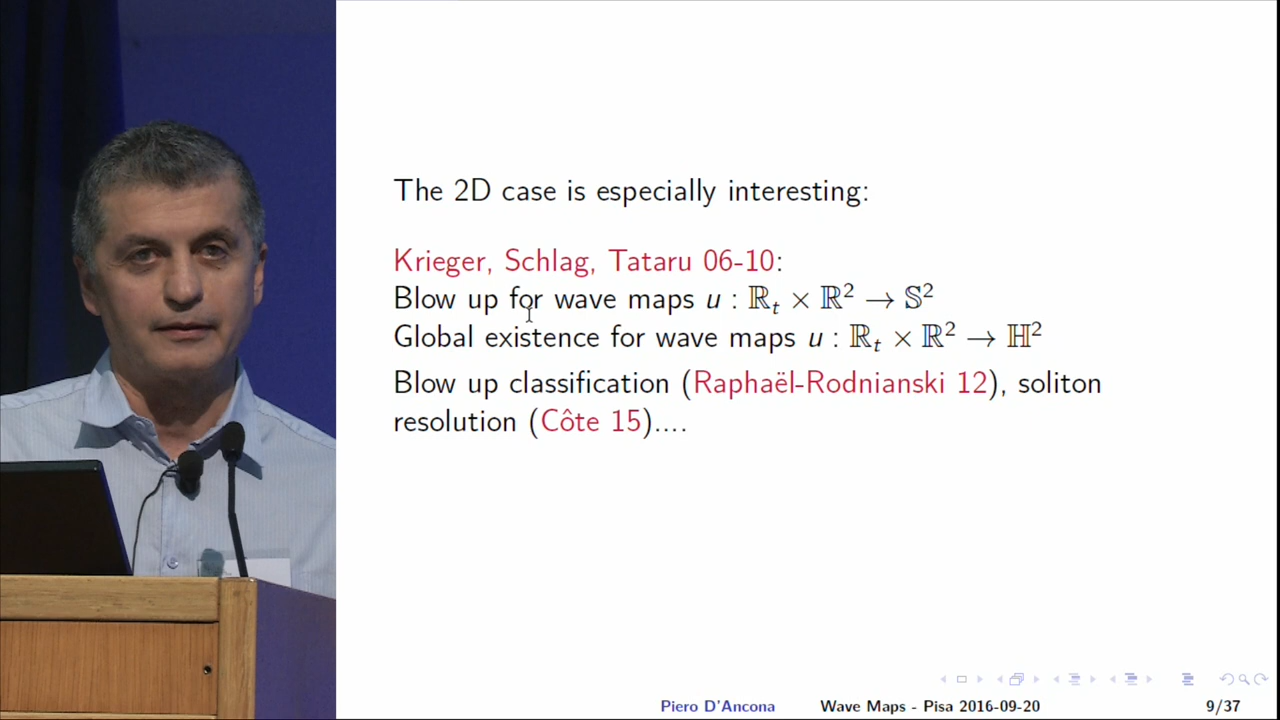 The 2D case is especially interesting:
Krieger, Schlag, Tataru 06-10:
Blow up for wave maps u : ℝₜ × ℝ² → 𝕊²
Global existence for wave maps u : ℝₜ × ℝ² → ℍ²
Blow up classification (Raphaël-Rodnianski 12), soliton
resolution (Côte 15)....
Piero D'Ancona Wave Maps - Pisa 2016-09-20 9/37